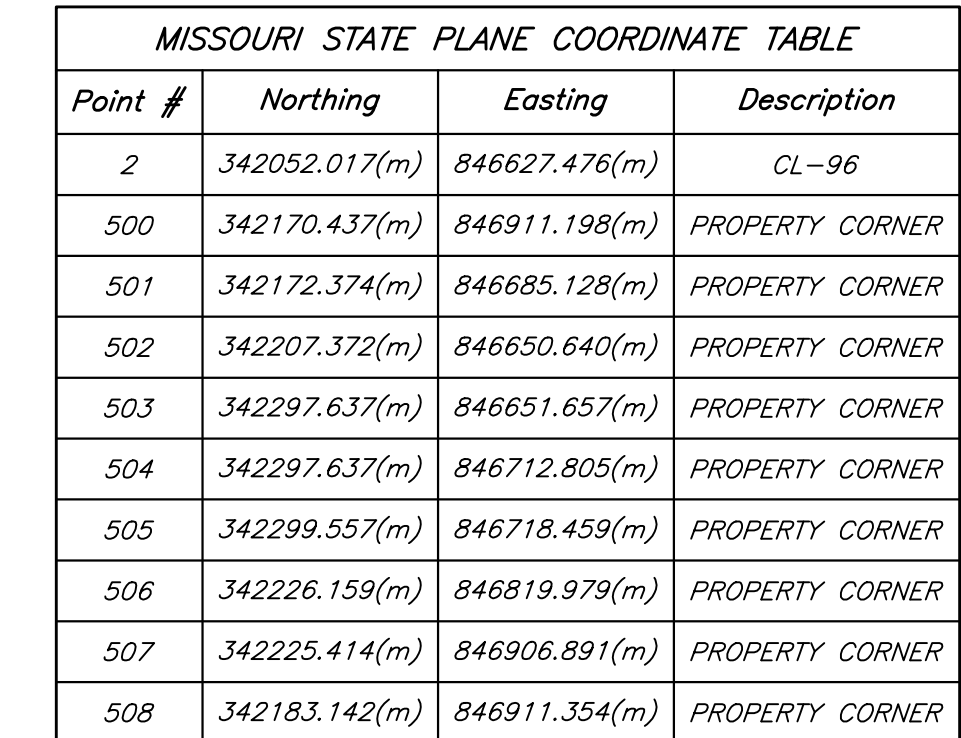 MISSOURI STATE PLANE COORDINATE TABLE
Point # Northing Easting Description
2 342052.017(m) 846627.476(m) CL-96
500 342170.437(m) 846911.198(m) PROPERTY CORNER
501 342172.374(m) 846685.128(m) PROPERTY CORNER
502 342207.372(m) 846650.640(m) PROPERTY CORNER
503 342297.637(m) 846651.657(m) PROPERTY CORNER
504 342297.637(m) 846712.805(m) PROPERTY CORNER
505 342299.557(m) 846718.459(m) PROPERTY CORNER
506 342226.159(m) 846819.979(m) PROPERTY CORNER
507 342225.414(m) 846906.891(m) PROPERTY CORNER
508 342183.142(m) 846911.354(m) PROPERTY CORNER